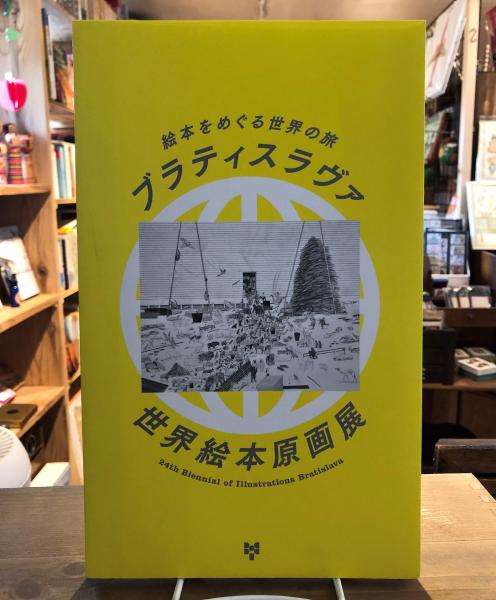 絵本をめぐる世界の旅
ブラティスラヴァ
世界絵本原画展
24th Biennial of Illustrations Bratislava